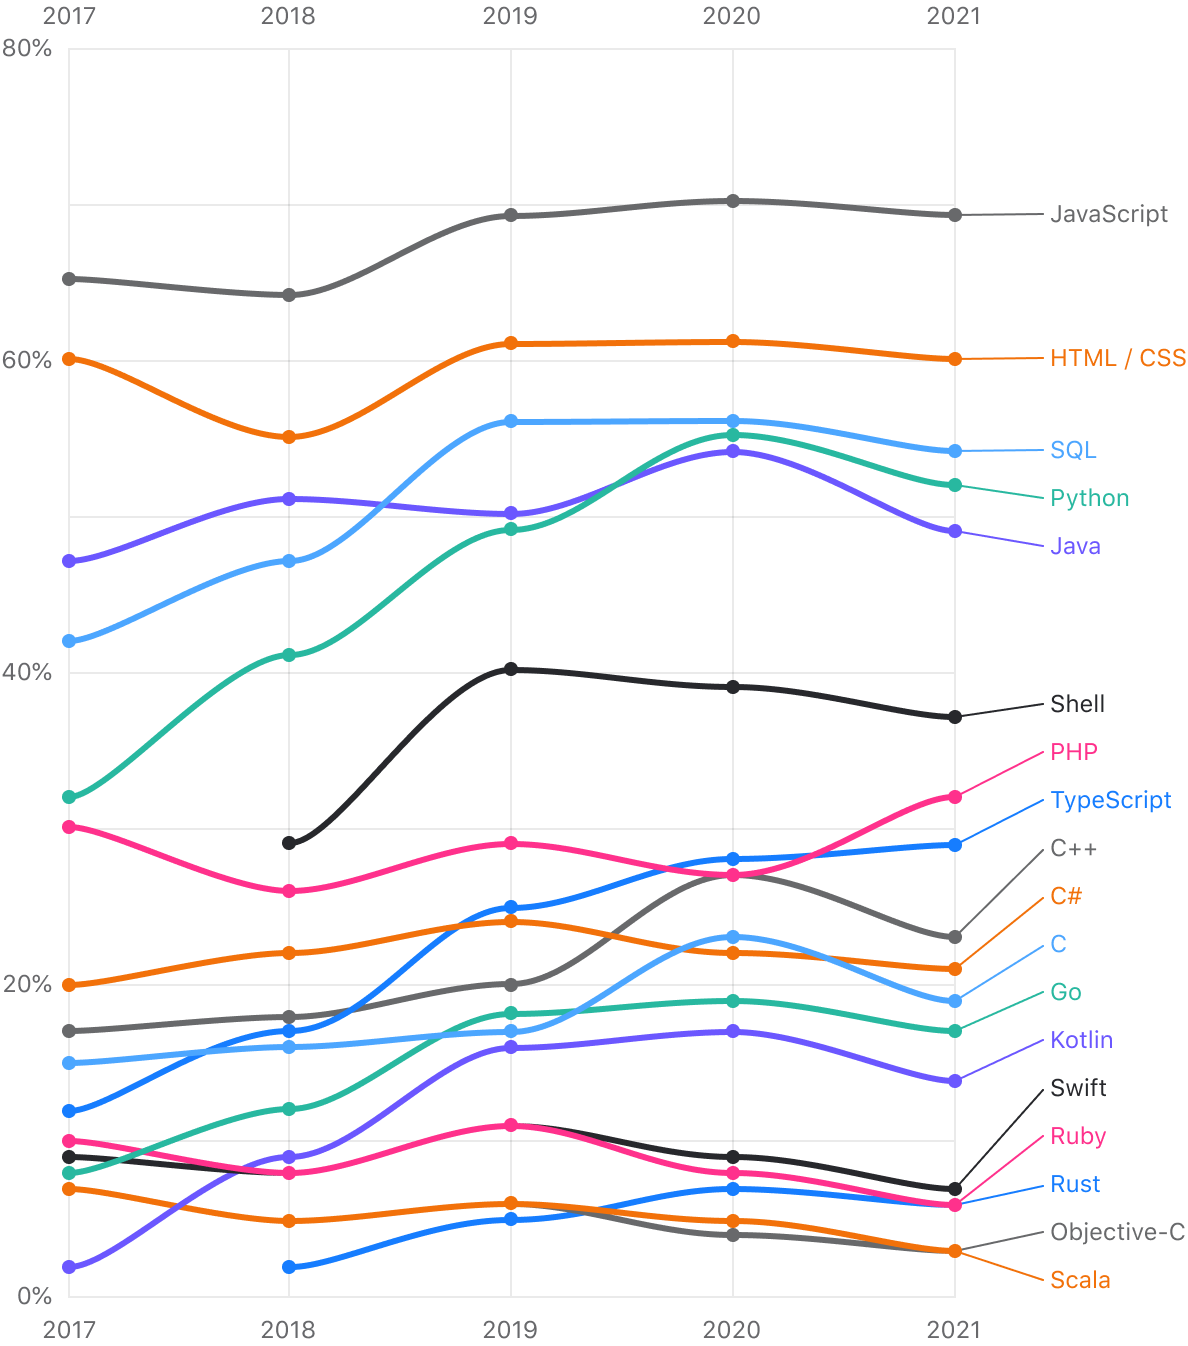 2017 2018 2019 2020 2021
80%
JavaScript
60%
HTML / CSS
SQL
Python
Java
40%
Shell
PHP
TypeScript
C++
C#
C
20%
Go
Kotlin
Swift
Ruby
Rust
Objective-C
Scala
0%
2017 2018 2019 2020 2021